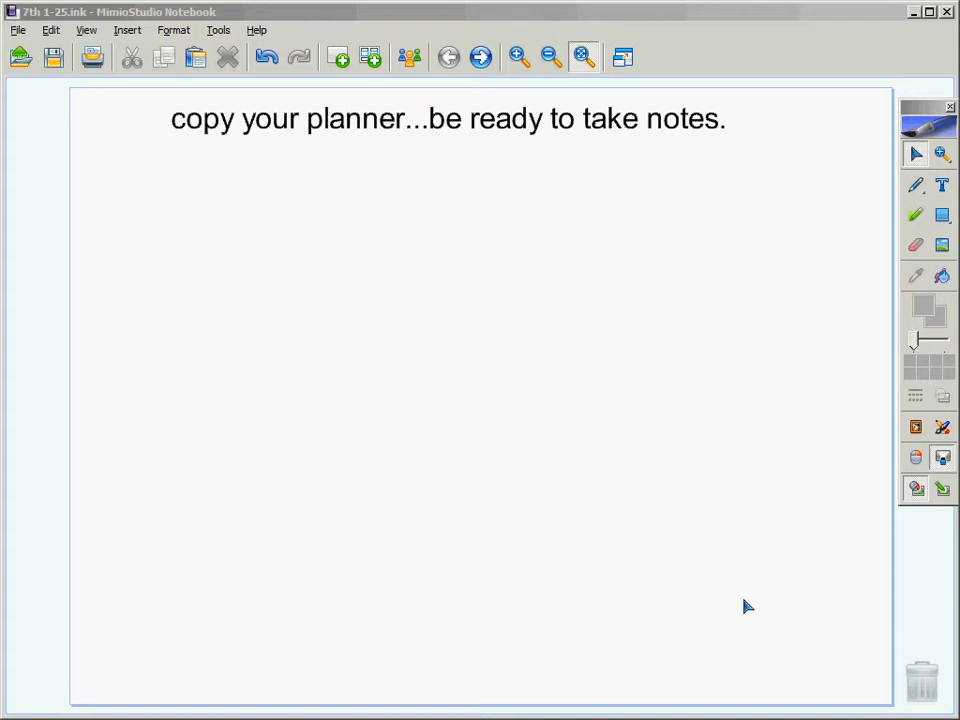 7th 1-25.ink - MimioStudio Notebook
File Edit View Insert Format Tools Help
copy your planner...be ready to take notes.
T